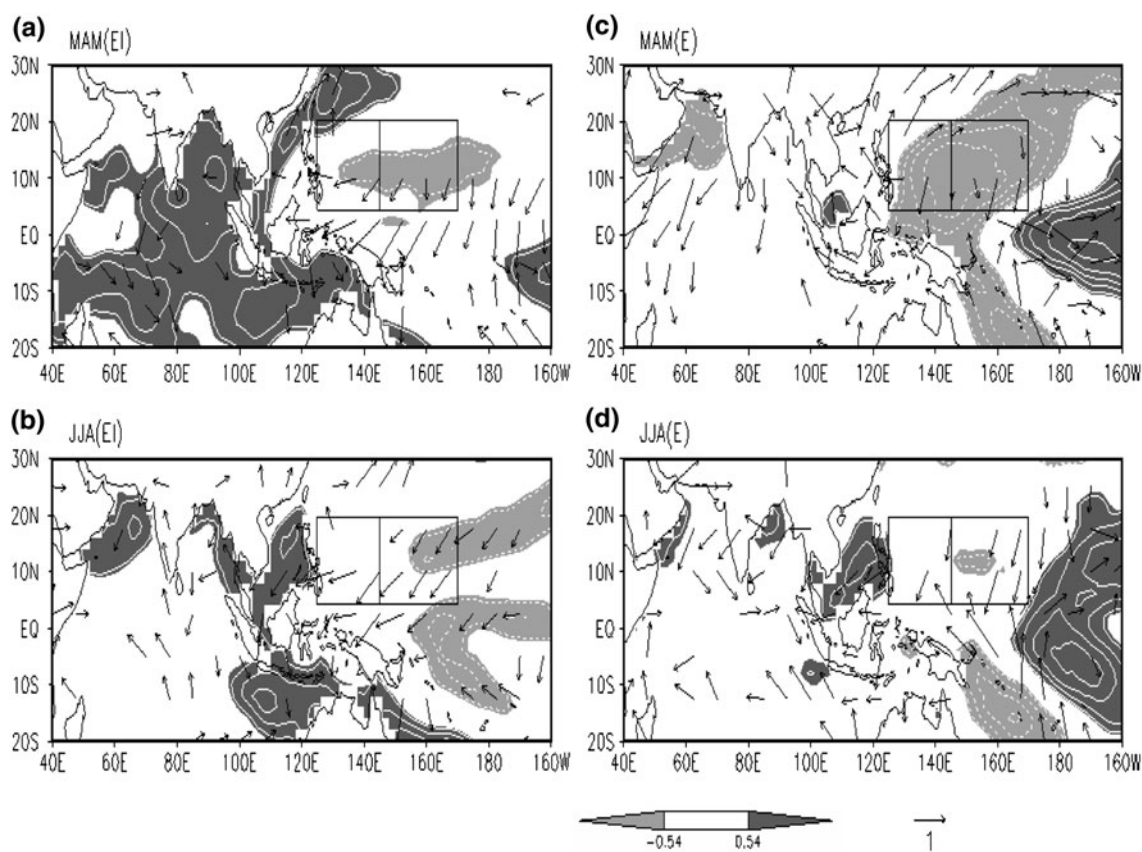 (a) MAM(EI)
30N
20N
10N
EQ
10S
20S
40E 60E 80E 100E 120E 140E 160E 180 160W
(c) MAM(E)
30N
20N
10N
EQ
10S
20S
40E 60E 80E 100E 120E 140E 160E 180 160W
(b) JJA(EI)
30N
20N
10N
EQ
10S
20S
40E 60E 80E 100E 120E 140E 160E 180 160W
(d) JJA(E)
30N
20N
10N
EQ
10S
20S
40E 60E 80E 100E 120E 140E 160E 180 160W
-0.54 0.54 1